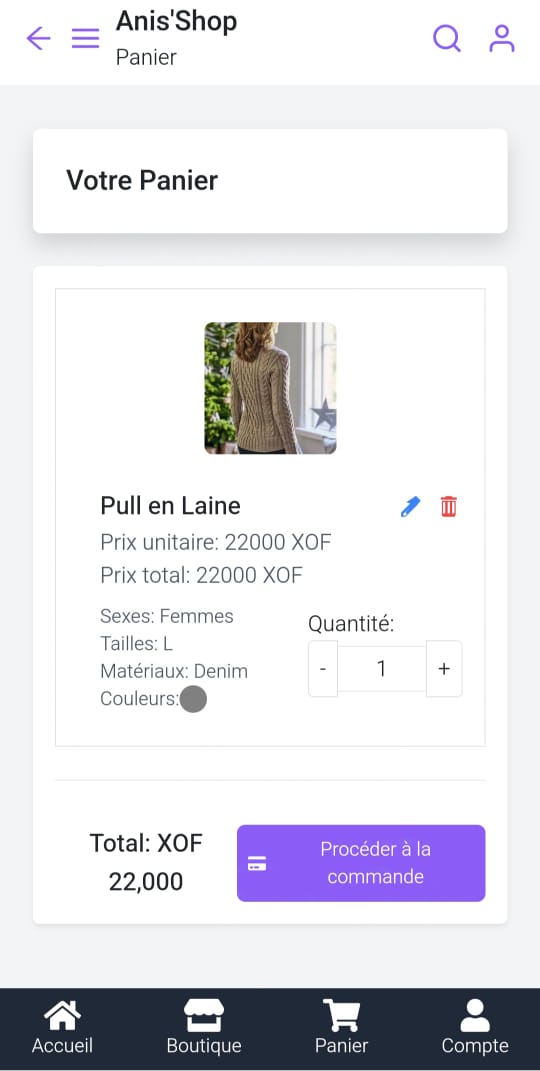 Anis'Shop
Panier
Votre Panier
Pull en Laine
Prix unitaire: 22000 XOF
Prix total: 22000 XOF
Sexes: Femmes
Tailles: L
Matériaux: Denim
Couleurs:
Quantité:
- 1 +
Total: XOF
22,000
Procéder à la
commande
Accueil
Boutique
Panier
Compte